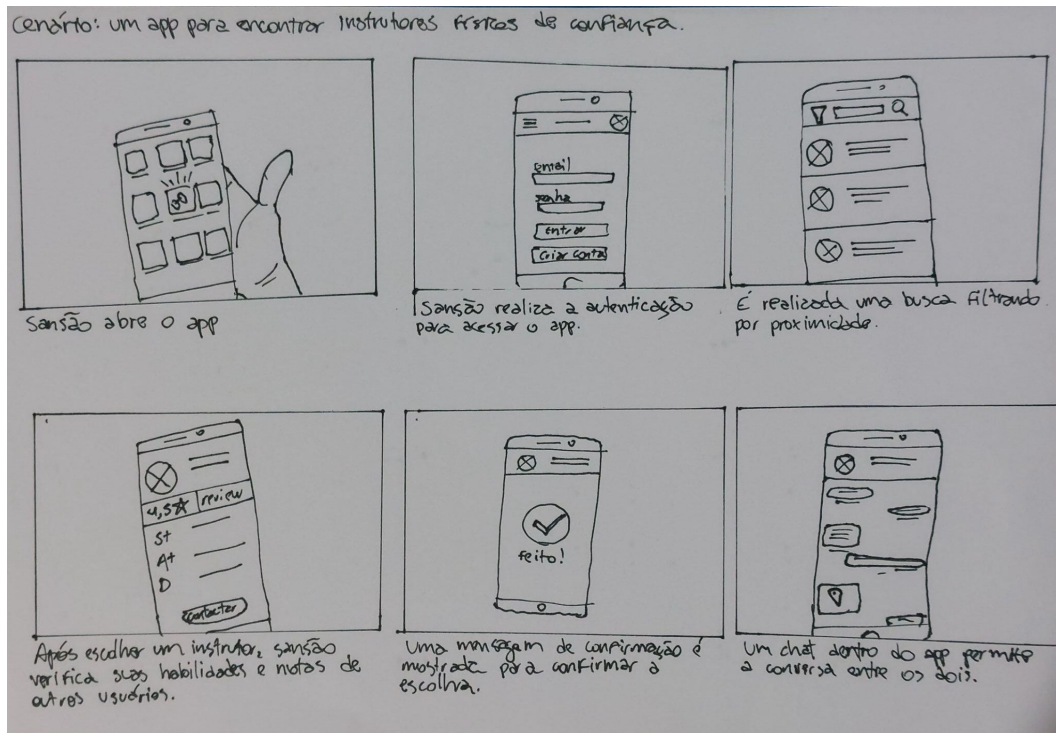 Cenário: um app para encontrar instrutores físicos de confiança.
Sansão abre o app
email
senha
entrar
criar conta
Sansão realiza a autenticação
para acessar o app.
É realizada uma busca filtrando
por proximidade.
4,5★ review
S+
A+
D
contactar
Após escolher um instrutor, sansão
verifica suas habilidades e notas de
outros usuários.
feito!
Uma mensagem de confirmação é
mostrada para confirmar a
escolha.
Um chat dentro do app permite
a conversa entre os dois.